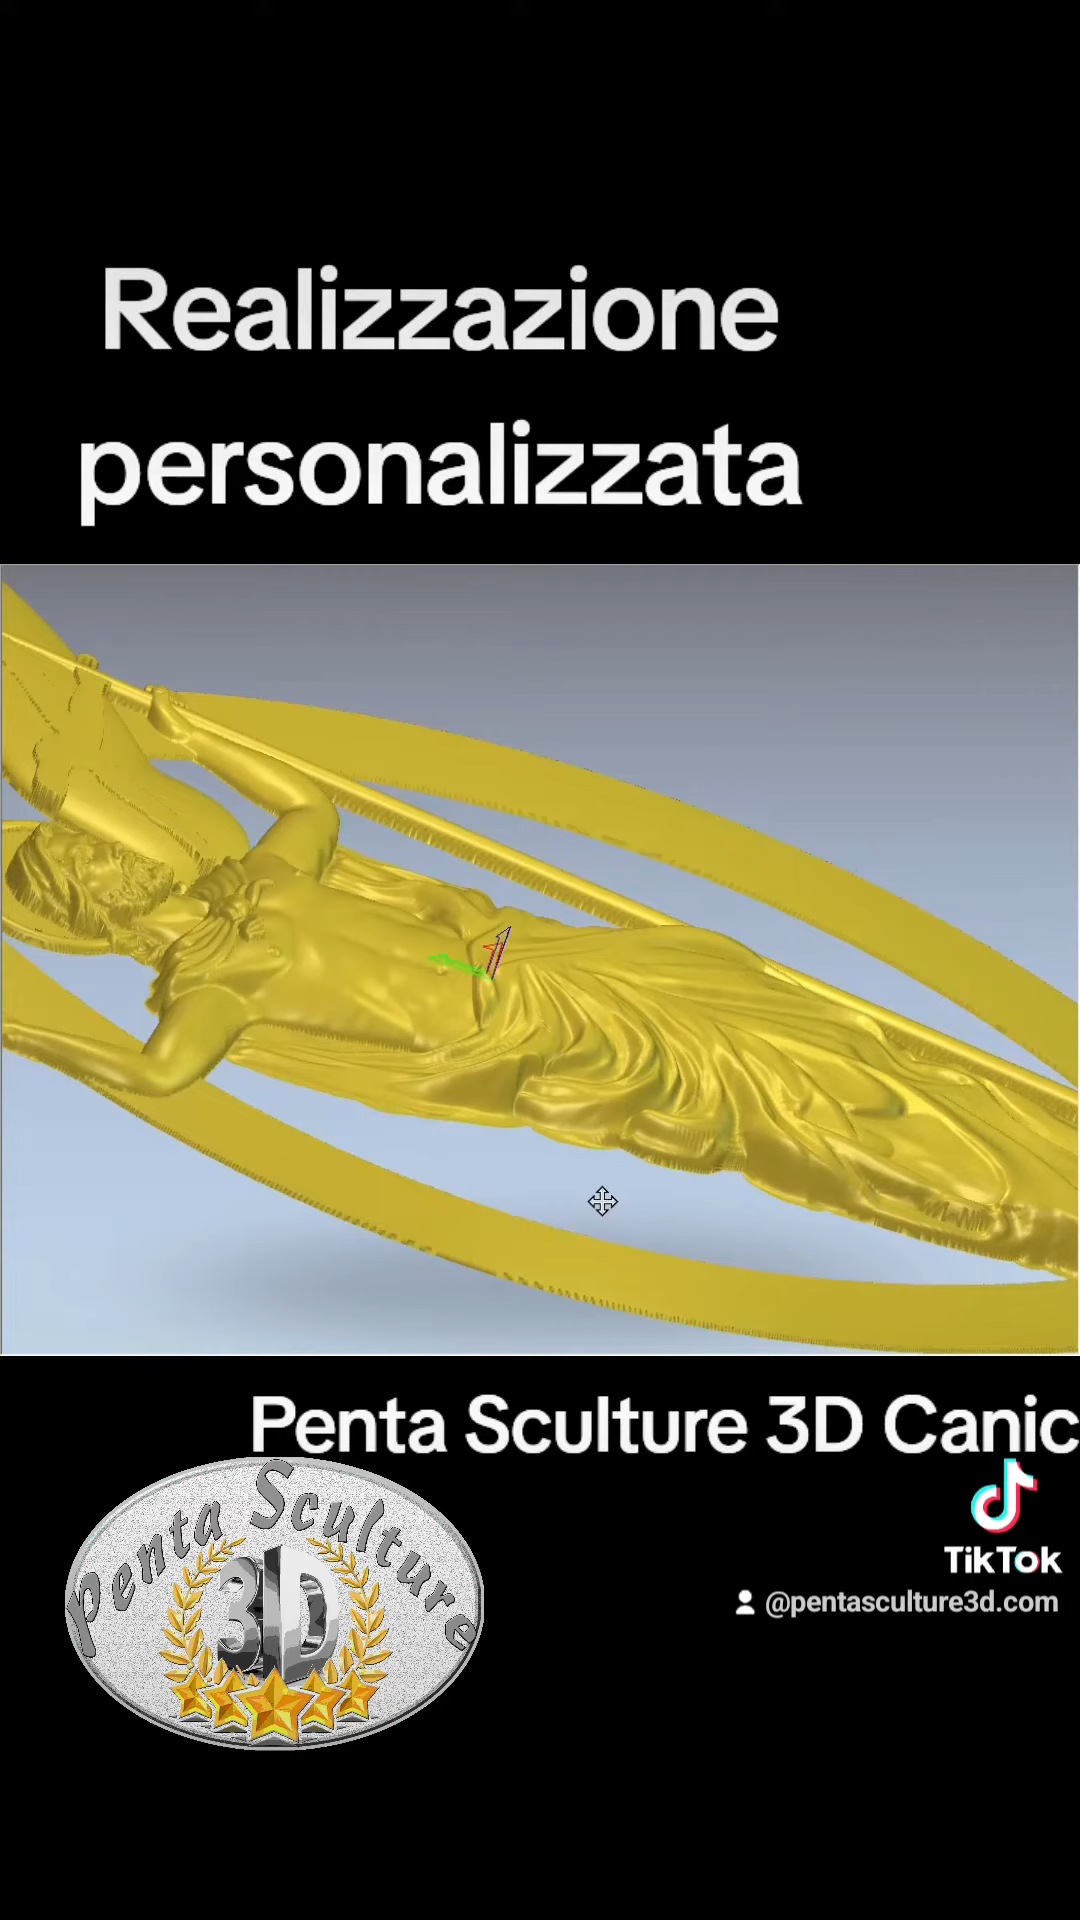 Realizzazione
personalizzata
Penta Sculture 3D Canic
Penta Sculture
3D
TikTok
@pentasculture3d.com